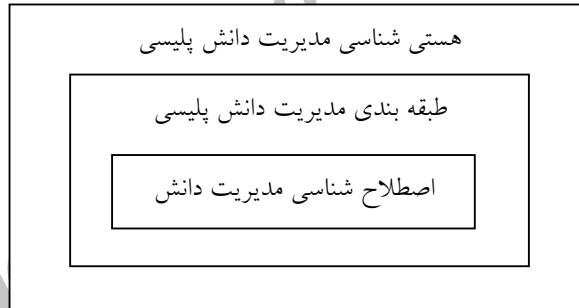 هستی شناسی مدیریت دانش پلیسی
طبقه بندی مدیریت دانش پلیسی
اصطلاح شناسی مدیریت دانش